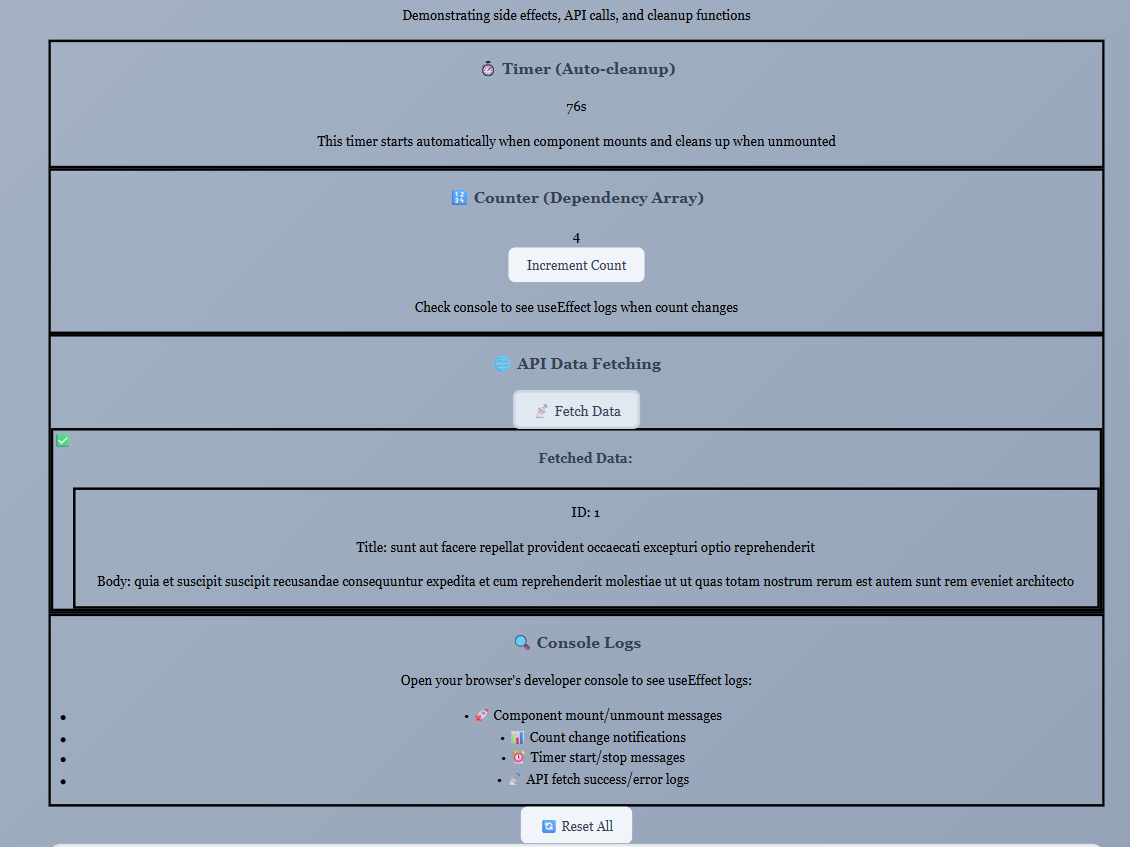 Demonstrating side effects, API calls, and cleanup functions
⏱️ Timer (Auto-cleanup)
76s
This timer starts automatically when component mounts and cleans up when unmounted
🔢 Counter (Dependency Array)
4
Increment Count
Check console to see useEffect logs when count changes
🌐 API Data Fetching
📡 Fetch Data
✅
Fetched Data:
ID: 1
Title: sunt aut facere repellat provident occaecati excepturi optio reprehenderit
Body: quia et suscipit suscipit recusandae consequuntur expedita et cum reprehenderit molestiae ut ut quas totam nostrum rerum est autem sunt rem eveniet architecto
🔍 Console Logs
Open your browser's developer console to see useEffect logs:
• 🚀 Component mount/unmount messages
• 📊 Count change notifications
• ⏰ Timer start/stop messages
• 📡 API fetch success/error logs
🔄 Reset All